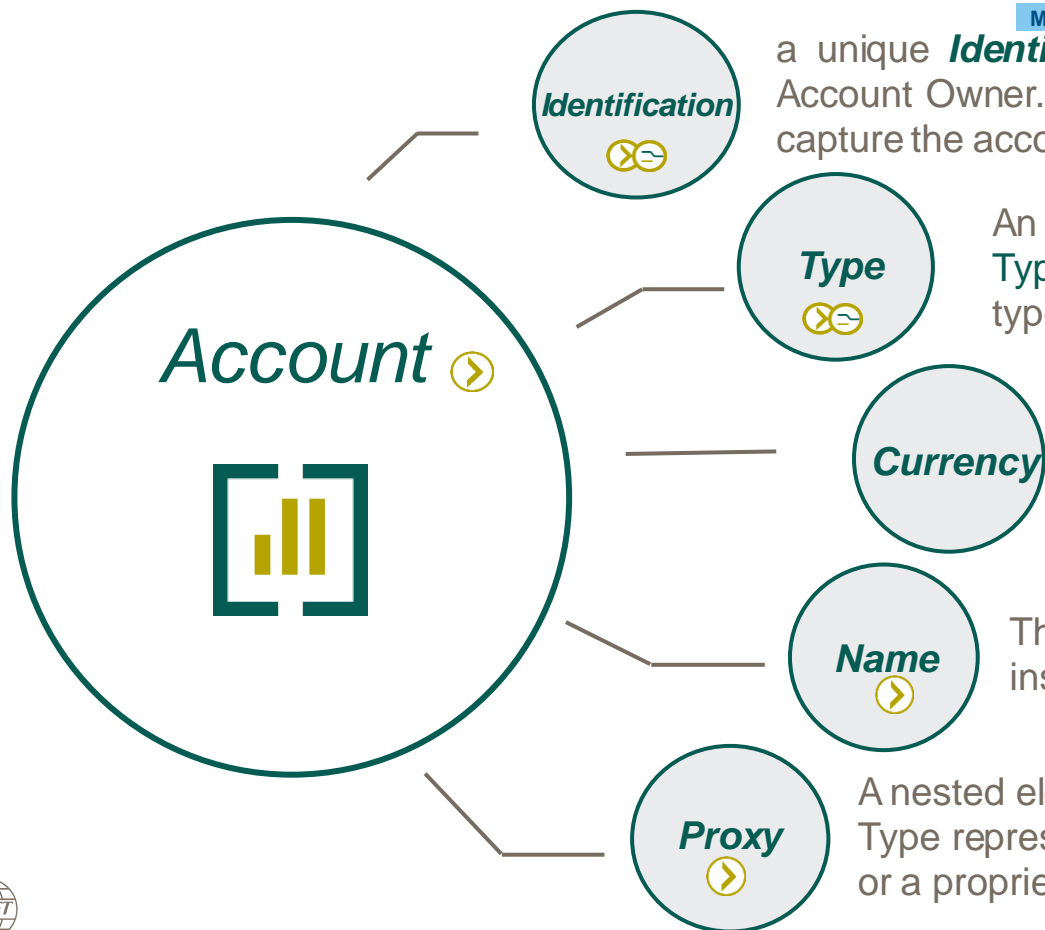 M
a unique Identi
Identification
Account Owner.
capture the acco
An
Type
Typ
typ
Account
Currency
Th
Name
ins
A nested el
Proxy
Type repres
or a proprie